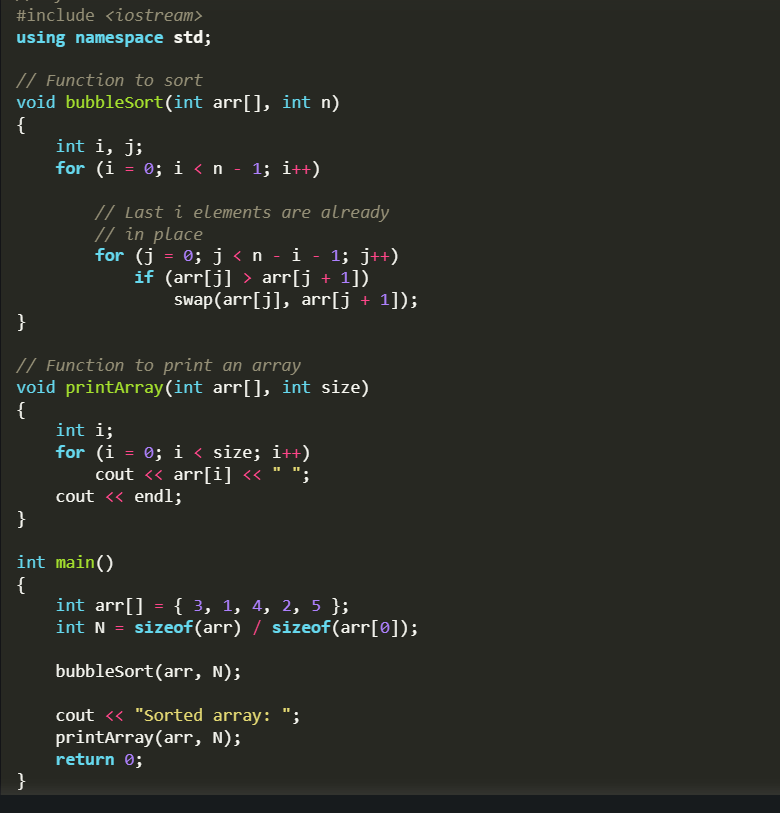 #include <iostream>
using namespace std;
// Function to sort
void bubbleSort(int arr[], int n)
{
    int i, j;
    for (i = 0; i < n - 1; i++)
        // Last i elements are already
        // in place
        for (j = 0; j < n - i - 1; j++)
            if (arr[j] > arr[j + 1])
                swap(arr[j], arr[j + 1]);
}
// Function to print an array
void printArray(int arr[], int size)
{
    int i;
    for (i = 0; i < size; i++)
        cout << arr[i] << " ";
    cout << endl;
}
int main()
{
    int arr[] = { 3, 1, 4, 2, 5 };
    int N = sizeof(arr) / sizeof(arr[0]);
    bubbleSort(arr, N);
    cout << "Sorted array: ";
    printArray(arr, N);
    return 0;
}